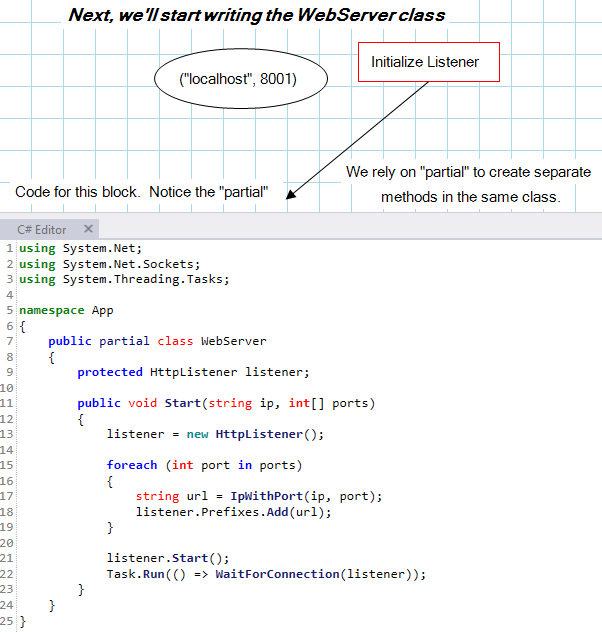 Next, we'll start writing the WebServer class
("localhost", 8001)
Initialize Listener
We rely on "partial" to create separate
methods in the same class.
Code for this block.  Notice the "partial"
C# Editor ✕
1 using System.Net;
2 using System.Net.Sockets;
3 using System.Threading.Tasks;
4
5 namespace App
6 {
7     public partial class WebServer
8     {
9         protected HttpListener listener;
10
11         public void Start(string ip, int[] ports)
12         {
13             listener = new HttpListener();
14
15             foreach (int port in ports)
16             {
17                 string url = IpWithPort(ip, port);
18                 listener.Prefixes.Add(url);
19             }
20
21             listener.Start();
22             Task.Run(() => WaitForConnection(listener));
23         }
24     }
25 }